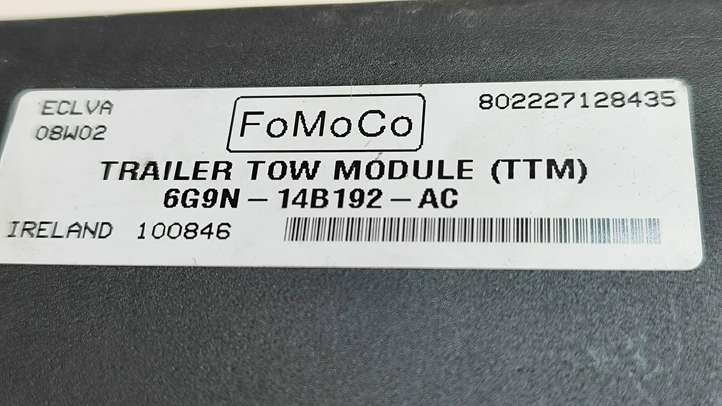 ECLVA
08W02
FoMoCo
802227128435
TRAILER TOW MODULE (TTM)
6G9N-14B192-AC
IRELAND 100846